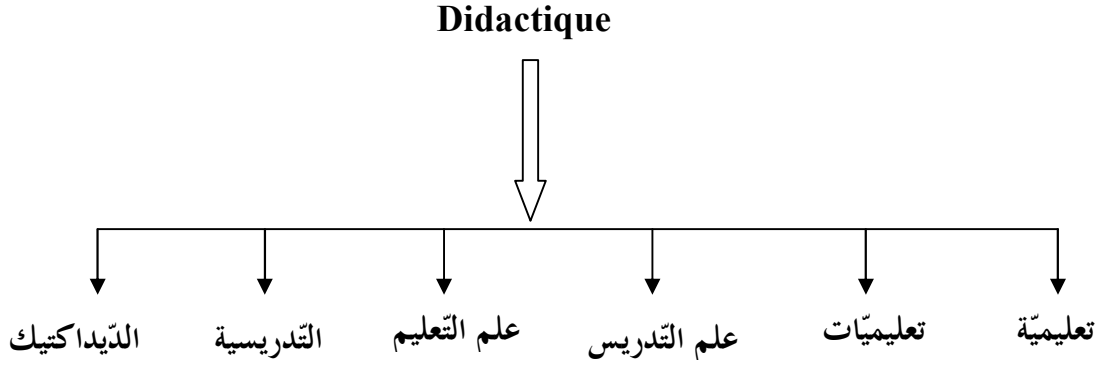 Didactique
تعليميّة تعليميّات علم التّدريس علم التّعليم التّدريسية الدّيداكتيك